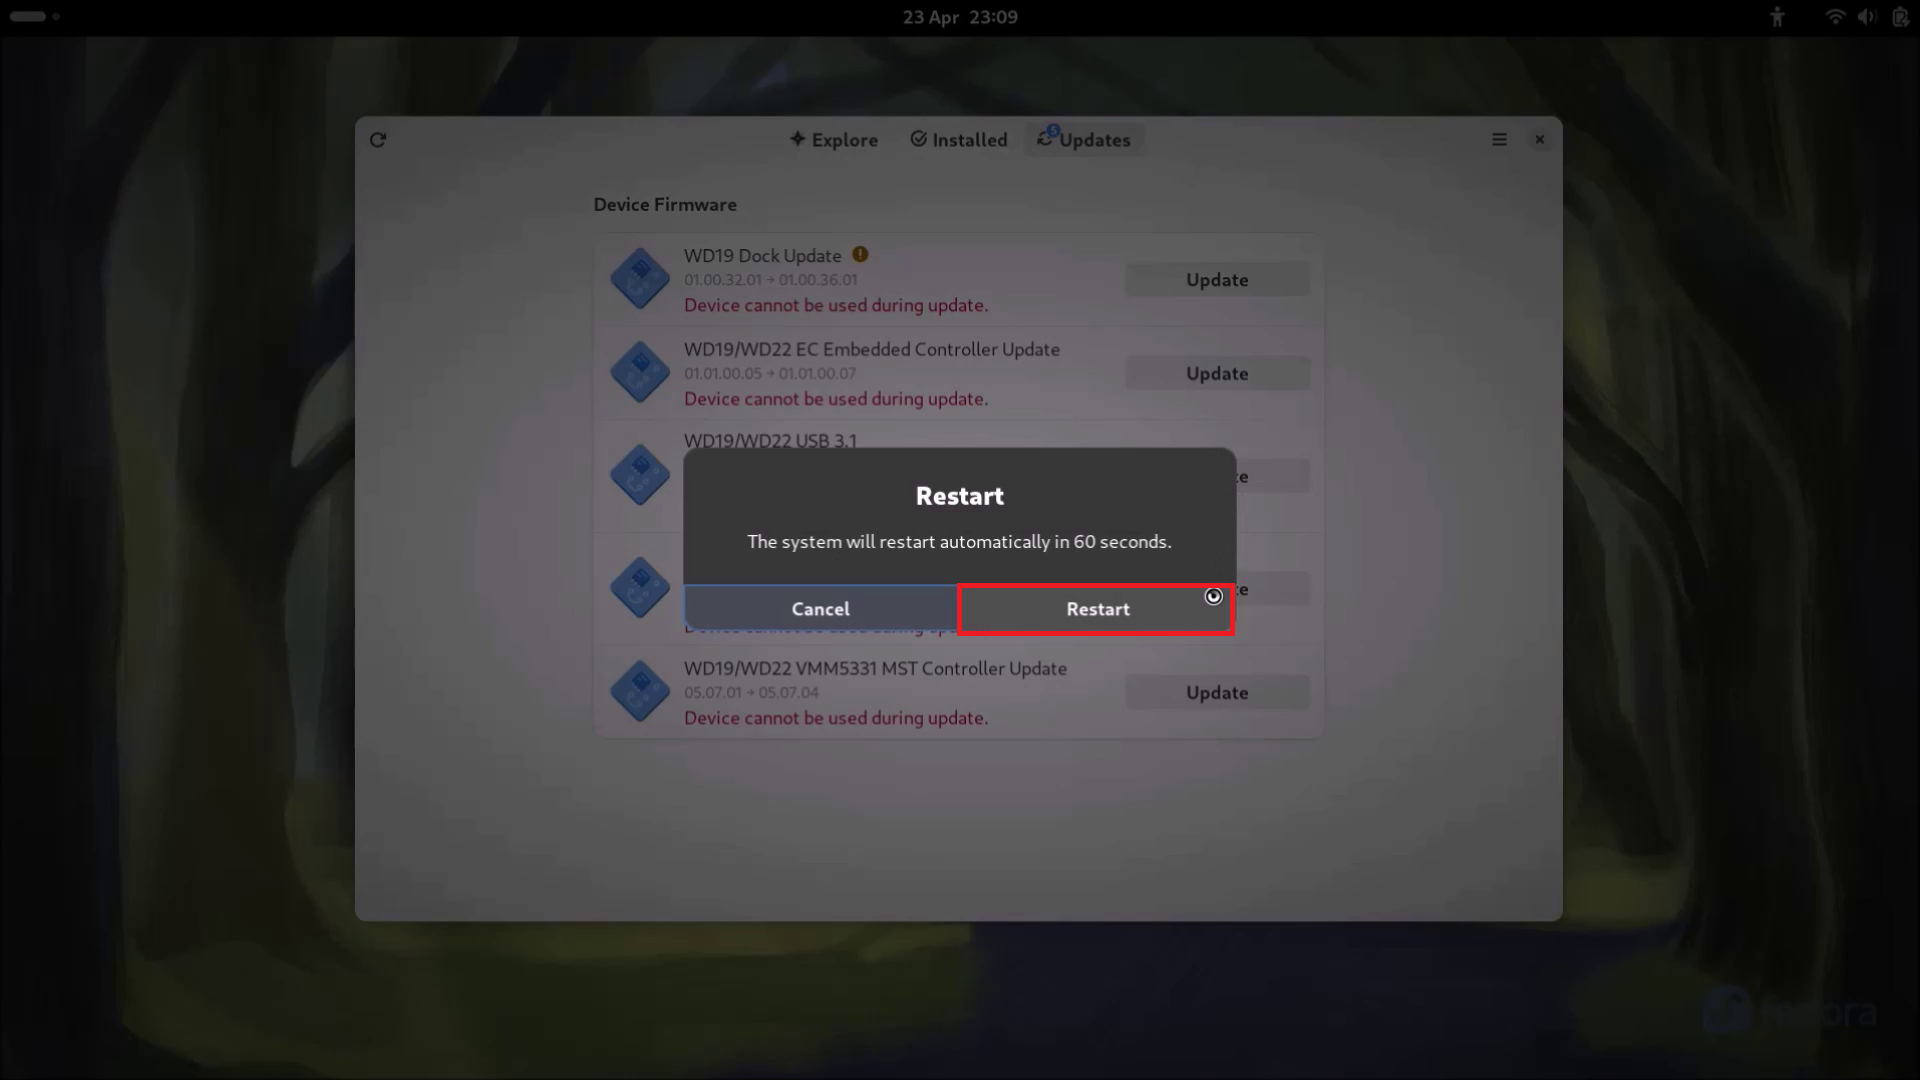 23 Apr 23:09
Explore
Installed
5
Updates
Device Firmware
WD19 Dock Update
01.00.32.01 → 01.00.36.01
Device cannot be used during update.
Update
WD19/WD22 EC Embedded Controller Update
01.01.00.05 → 01.01.00.07
Device cannot be used during update.
Update
WD19/WD22 USB 3.1
Restart
The system will restart automatically in 60 seconds.
Cancel
Restart
WD19/WD22 VMM5331 MST Controller Update
05.07.01 → 05.07.04
Device cannot be used during update.
Update